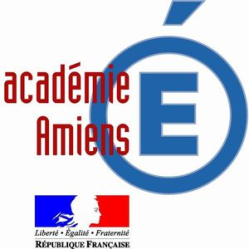 académie
Amiens
É
Liberté • Égalité • Fraternité
RÉPUBLIQUE FRANÇAISE